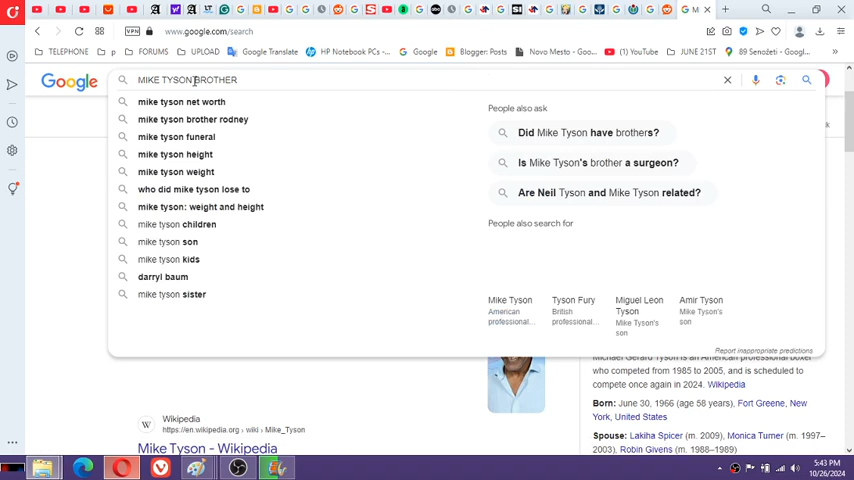 VPN
www.google.com/search
TELEPHONE
p
FORUMS
UPLOAD
Google Translate
HP Notebook PC -...
Google
Blogger: Posts
Novo Mesto - Googl...
(1) YouTube
JUNE 21ST
89 Senožeti - Googl...
Google
MIKE TYSON BROTHER
mike tyson net worth
mike tyson brother rodney
mike tyson funeral
mike tyson height
mike tyson weight
who did mike tyson lose to
mike tyson: weight and height
mike tyson children
mike tyson son
mike tyson kids
darryl baum
mike tyson sister
People also ask
Did Mike Tyson have brothers?
Is Mike Tyson's brother a surgeon?
Are Neil Tyson and Mike Tyson related?
People also search for
Mike Tyson
American
professional...
Tyson Fury
British
professional...
Miguel Leon
Tyson
Mike Tyson's
son
Amir Tyson
Mike Tyson's
son
Report inappropriate predictions
Michael Gerard Tyson is an American professional boxer
who competed from 1985 to 2005, and is scheduled to
compete once again in 2024. Wikipedia
Born: June 30, 1966 (age 58 years), Fort Greene, New
York, United States
Spouse: Lakiha Spicer (m. 2009), Monica Turner (m. 1997–
2003), Robin Givens (m. 1988–1989)
W
Wikipedia
https://en.wikipedia.org › wiki › Mike_Tyson
Mike Tyson - Wikipedia
5:43 PM
10/26/2024